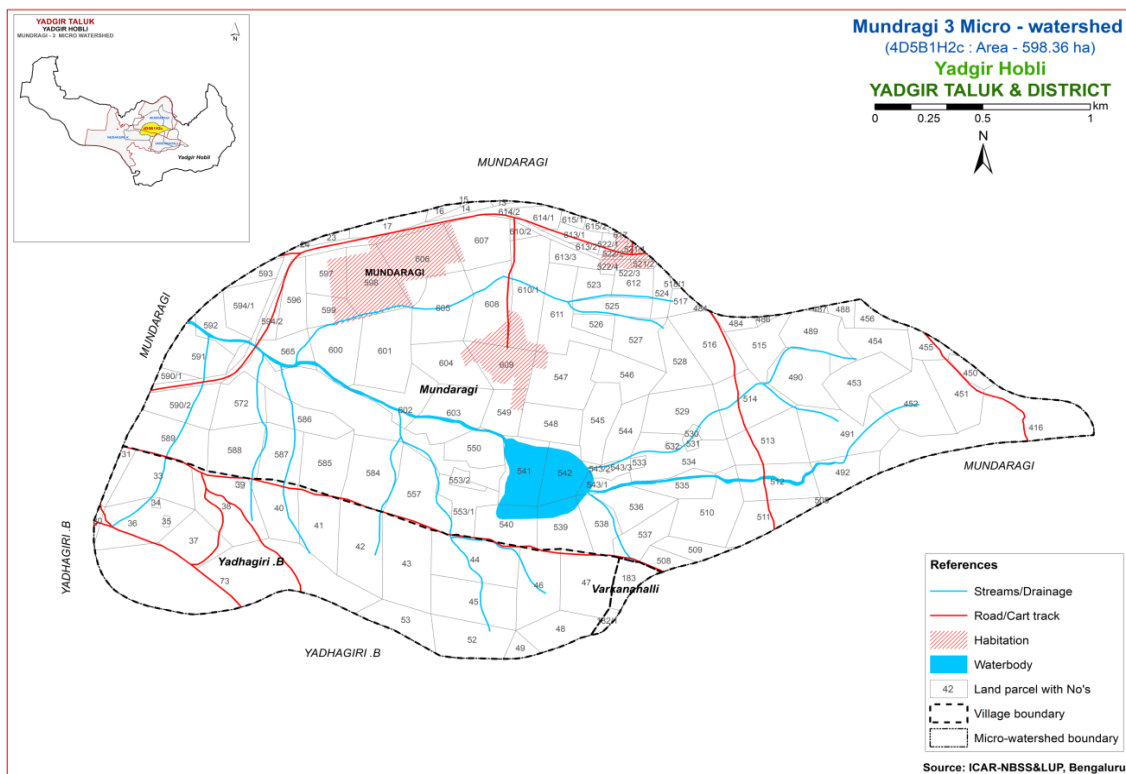 YADGIR TALUK
YADGIR HOBLI
MUNDRAGI - 3 MICRO WATERSHED
N
MUNDARAGI
YADHAGIRI.B
Yadgir Hobli
Mundragi 3 Micro - watershed
(4D5B1H2c : Area - 598.36 ha)
Yadgir Hobli
YADGIR TALUK & DISTRICT
km
0 0.25 0.5 1
N
MUNDARAGI
15 13
16 14 614/2 614/1 615/1
17 615/2
23 610/2 613/1
24 607 613/2 522/1
606 613/3
593 597 MUNDARAGI 522/4 521/2
598 522/3
594/1 596 523 612 518/1
599 605 608 610/1 524 517
MUNDARAGI
592 594/2 611 525 484 487 488
526 484 486 456
565 600 601 527 516 515 489
591 454 455
604 609 528
590/1 547 546 490 453 450
Mundaragi
590/2 572 452 451
602 603 549 529 514
586 548 545 530 491 416
589 544 532 531 513
588 587 585 550 541 542 543/2 543/3 533 534 492
MUNDARAGI
31 33 584 553/2 543/1 535 512
39 557 536 510 509
34 38 40 553/1 540 539 538 511
30 36 35 41 537
37 42 43 44 509
508
YADHAGIRI .B
Yadhagiri .B
73 45 46 47 183
Varkanahalli
53 52 48
49
YADHAGIRI .B
References
Streams/Drainage
Road/Cart track
Habitation
Waterbody
42 Land parcel with No's
Village boundary
Micro-watershed boundary
Source: ICAR-NBSS&LUP, Bengaluru